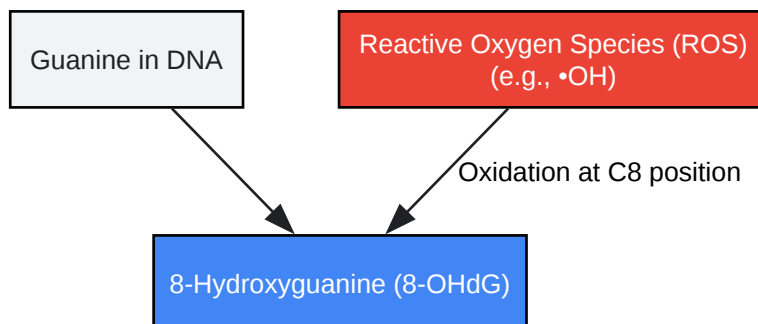 Guanine in DNA
Reactive Oxygen Species (ROS)
(e.g., •OH)
Oxidation at C8 position
8-Hydroxyguanine (8-OHdG)